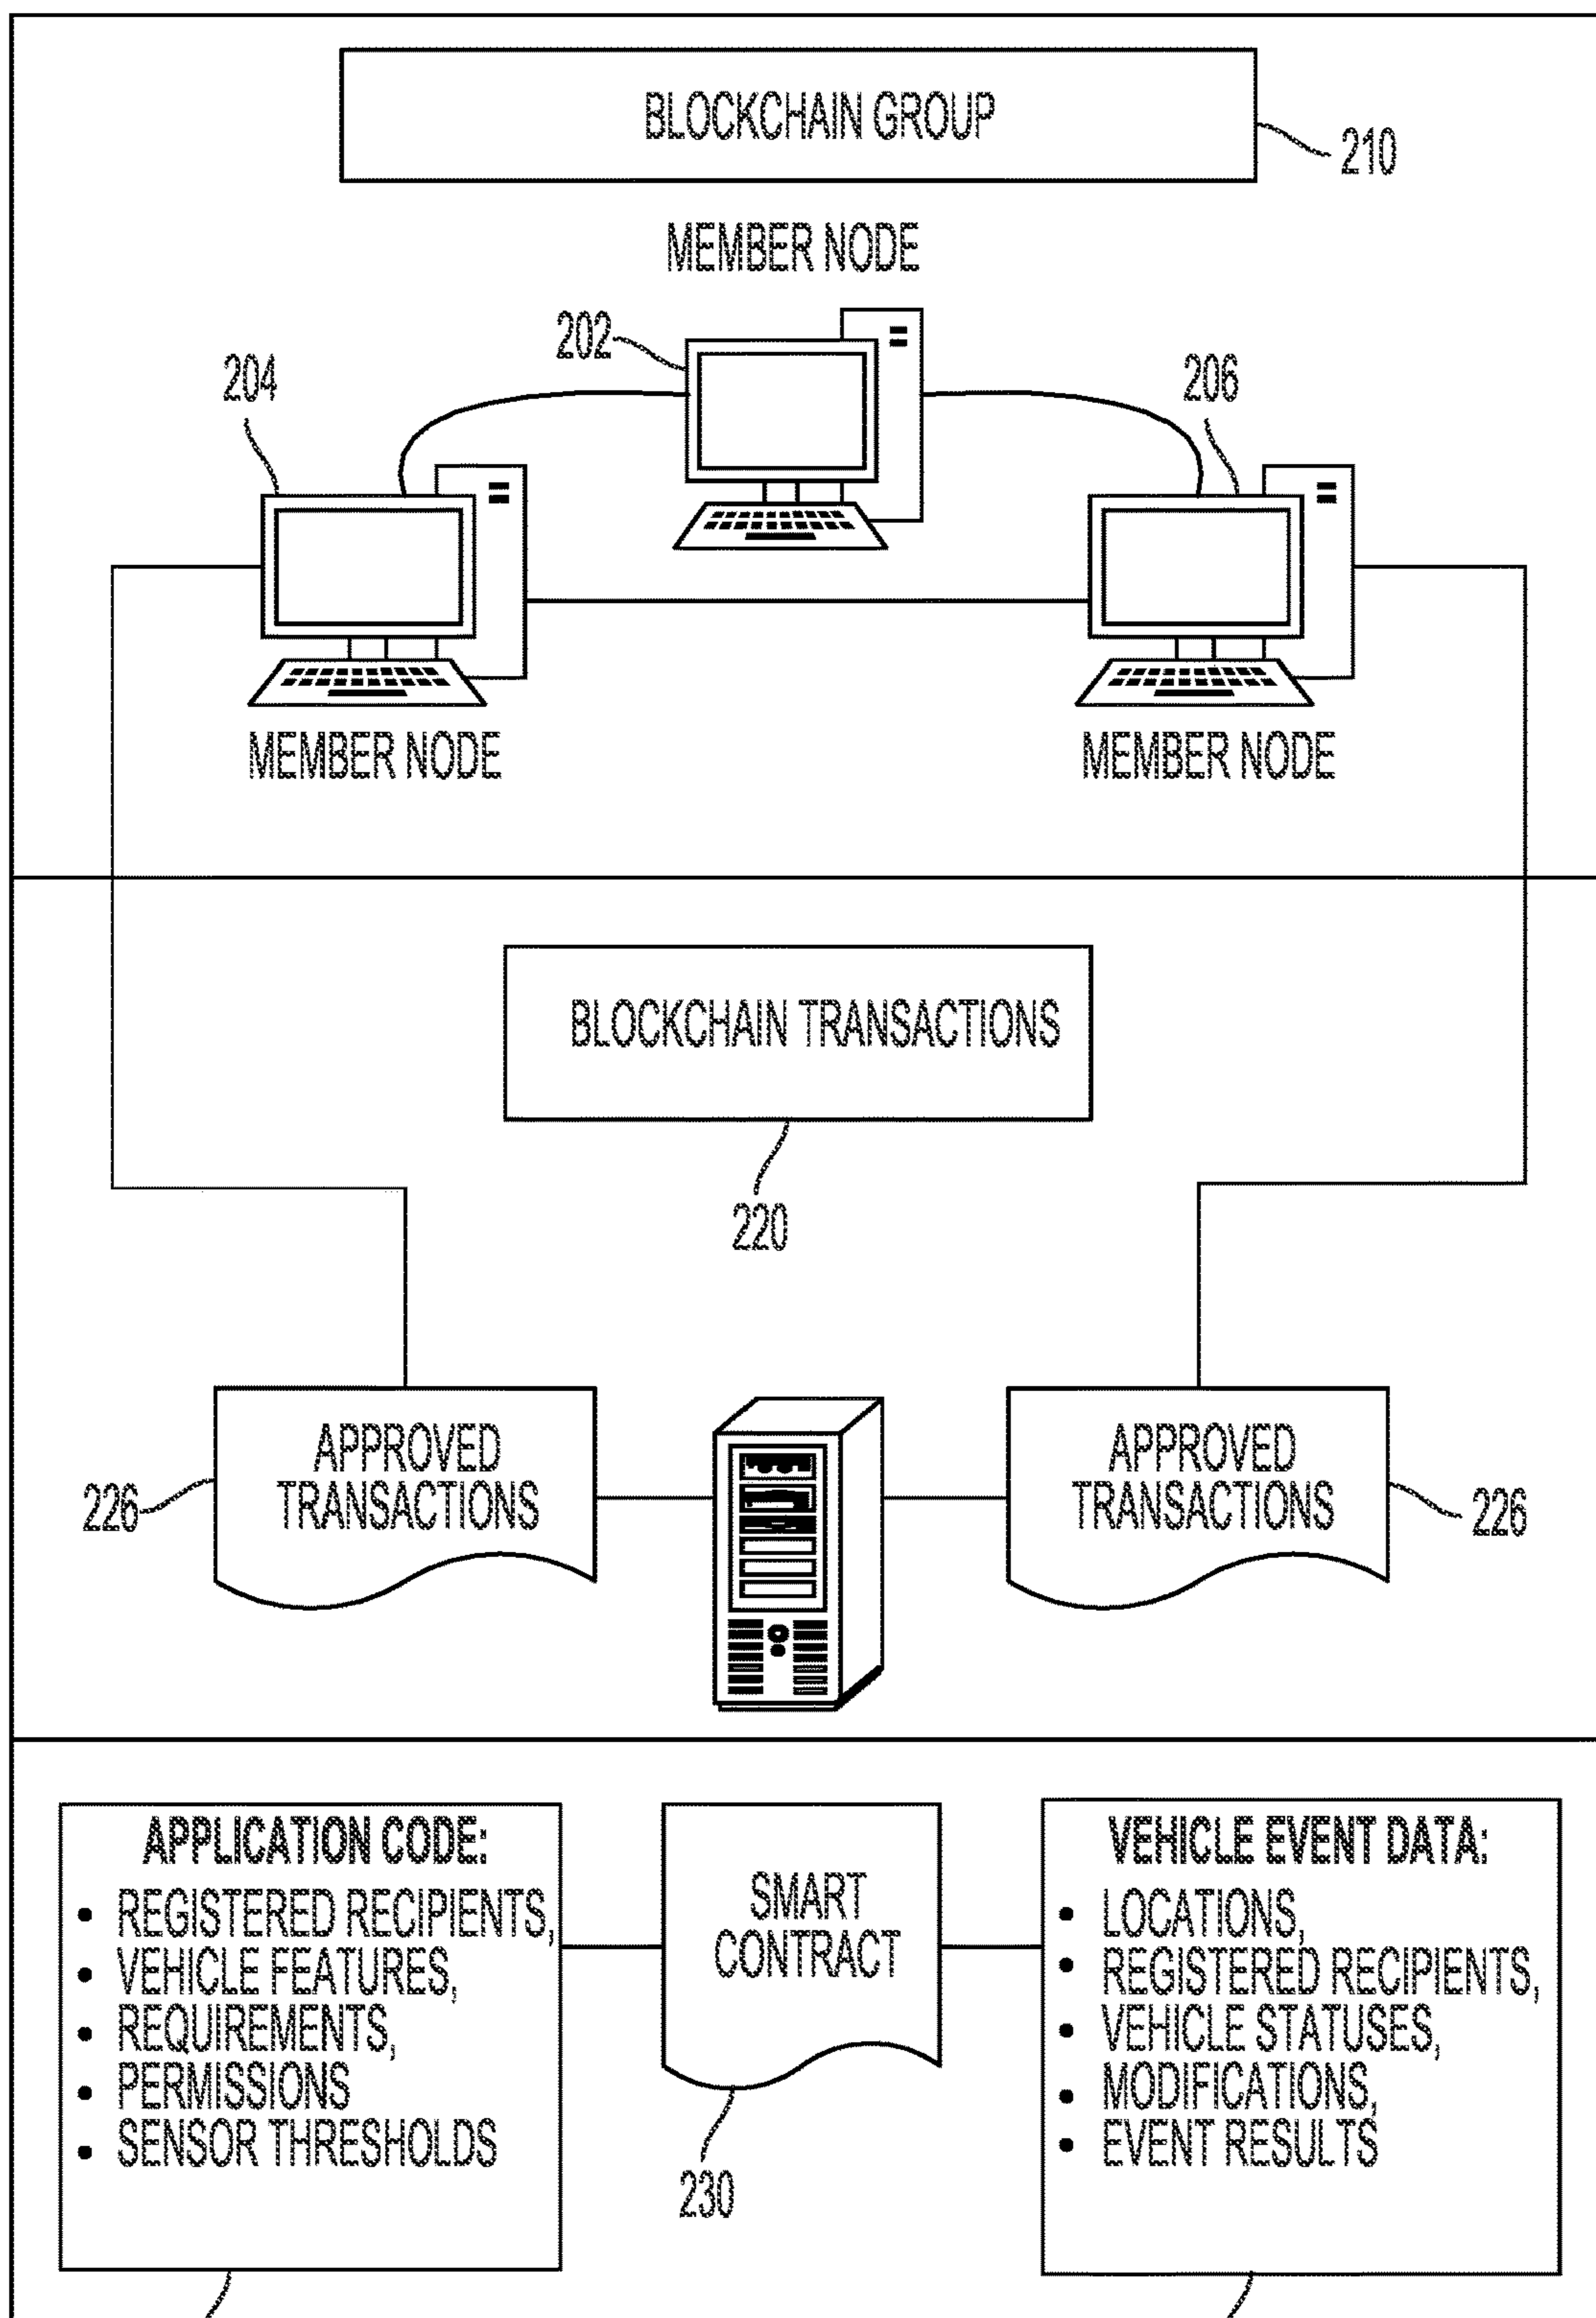 BLOCKCHAIN GROUP
210
MEMBER NODE
202
204
206
MEMBER NODE
MEMBER NODE
BLOCKCHAIN TRANSACTIONS
220
APPROVED
TRANSACTIONS
226
APPROVED
TRANSACTIONS
226
APPLICATION CODE:
• REGISTERED RECIPIENTS,
• VEHICLE FEATURES,
• REQUIREMENTS,
• PERMISSIONS
• SENSOR THRESHOLDS
SMART
CONTRACT
230
VEHICLE EVENT DATA:
• LOCATIONS,
• REGISTERED RECIPIENTS,
• VEHICLE STATUSES,
• MODIFICATIONS,
• EVENT RESULTS